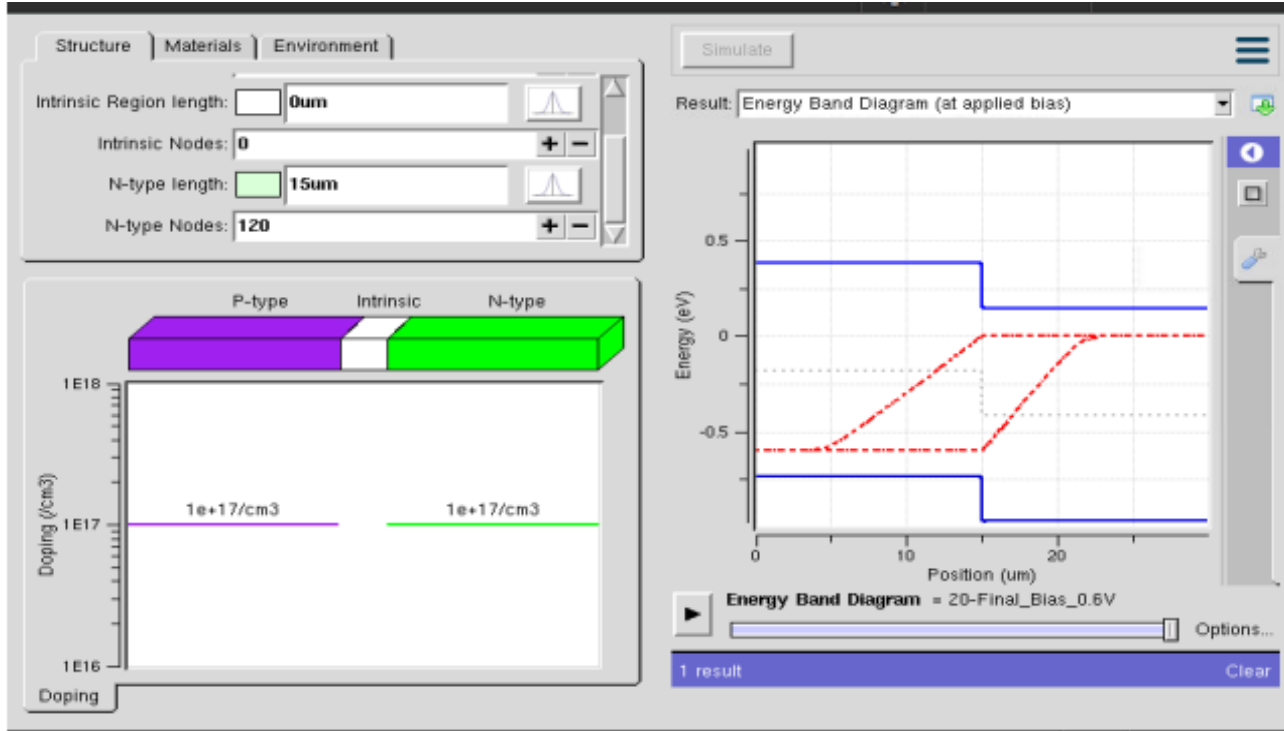 Structure Materials Environment
Intrinsic Region length: 0um
Intrinsic Nodes: 0 + −
N-type length: 15um
N-type Nodes: 120 + −
P-type Intrinsic N-type
1E18
1E17
1E16
Doping (/cm3)
1e+17/cm3 1e+17/cm3
Doping
Simulate
Result: Energy Band Diagram (at applied bias)
0.5
0
-0.5
Energy (eV)
0 10 20
Position (um)
Energy Band Diagram = 20-Final_Bias_0.6V
Options...
1 result Clear